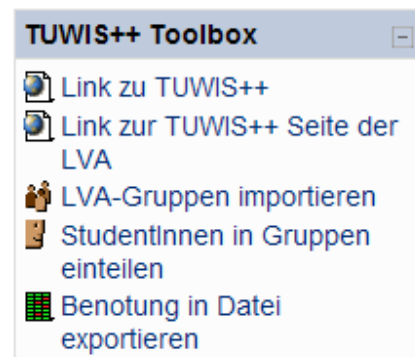 TUWIS++ Toolbox
Link zu TUWIS++
Link zur TUWIS++ Seite der
LVA
LVA-Gruppen importieren
StudentInnen in Gruppen
einteilen
Benotung in Datei
exportieren